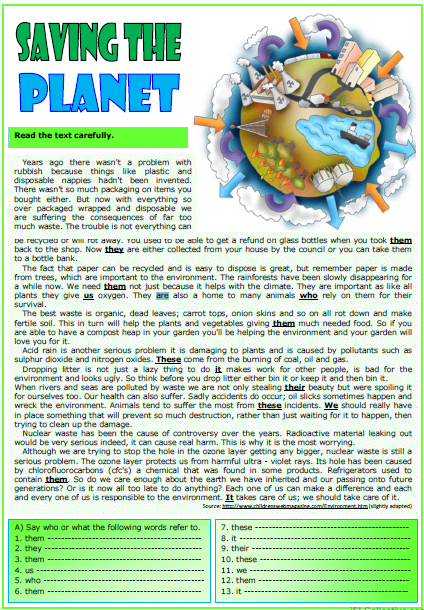 SAVING THE
PLANET
Read the text carefully.
Years ago there wasn't a problem with
rubbish because things like plastic and
disposable nappies hadn't been invented.
There wasn't so much packaging on items you
bought either. But now with everything so
over packaged wrapped and disposable we
are suffering the consequences of far too
much waste. The trouble is not everything can
be recycled or will rot away. You used to be able to get a refund on glass bottles when you took them
back to the shop. Now they are either collected from your house by the council or you can take them
to a bottle bank.
The fact that paper can be recycled and is easy to dispose is great, but remember paper is made
from trees, which are important to the environment. The rainforests have been slowly disappearing for
a while now. We need them not just because it helps with the climate. They are important as like all
plants they give us oxygen. They are also a home to many animals who rely on them for their
survival.
The best waste is organic, dead leaves; carrot tops, onion skins and so on all rot down and make
fertile soil. This in turn will help the plants and vegetables giving them much needed food. So if you
are able to have a compost heap in your garden you'll be helping the environment and your garden will
love you for it.
Acid rain is another serious problem it is damaging to plants and is caused by pollutants such as
sulphur dioxide and nitrogen oxides. These come from the burning of coal, oil and gas.
Dropping litter is not just a lazy thing to do it makes work for other people, is bad for the
environment and looks ugly. So think before you drop litter either bin it or keep it and then bin it.
When rivers and seas are polluted by waste we are not only stealing their beauty but were spoiling it
for ourselves too. Our health can also suffer. Sadly accidents do occur; oil slicks sometimes happen and
wreck the environment. Animals tend to suffer the most from these incidents. We should really have
in place something that will prevent so much destruction, rather than just waiting for it to happen, then
trying to clean up the damage.
Nuclear waste has been the cause of controversy over the years. Radioactive material leaking out
would be very serious indeed, it can cause real harm. This is why it is the most worrying.
Although we are trying to stop the hole in the ozone layer getting any bigger, nuclear waste is still a
serious problem. The ozone layer protects us from harmful ultra - violet rays. Its hole has been caused
by chlorofluorocarbons (cfc's) a chemical that was found in some products. Refrigerators used to
contain them. So do we care enough about the earth we have inherited and our passing onto future
generations? Or is it now all too late to do anything? Each one of us can make a difference and each
and every one of us is responsible to the environment. It takes care of us; we should take care of it.
Source: http://www.childrenswebmagazine.com/Environment.htm (slightly adapted)
A) Say who or what the following words refer to.
1. them
2. they
3. them
4. us
5. who
6. them
7. these
8. it
9. their
10. these
11. we
12. them
13. it
iSLCollective.com